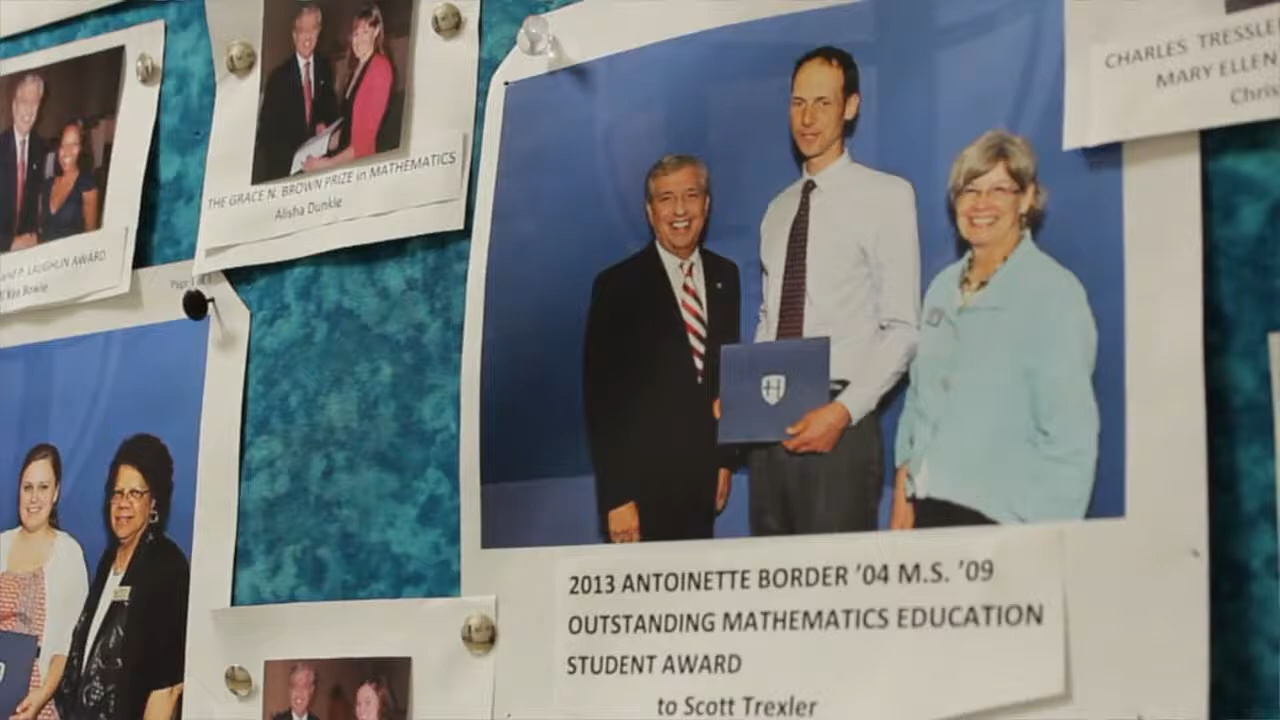 THE GRACE N. BROWN PRIZE in MATHEMATICS
Alisha Dunkle
P. LAUGHLIN AWARD
Bowie
CHARLES TRESSLE
MARY ELLEN
Chris
H
2013 ANTOINETTE BORDER ’04 M.S. ’09
OUTSTANDING MATHEMATICS EDUCATION
STUDENT AWARD
to Scott Trexler